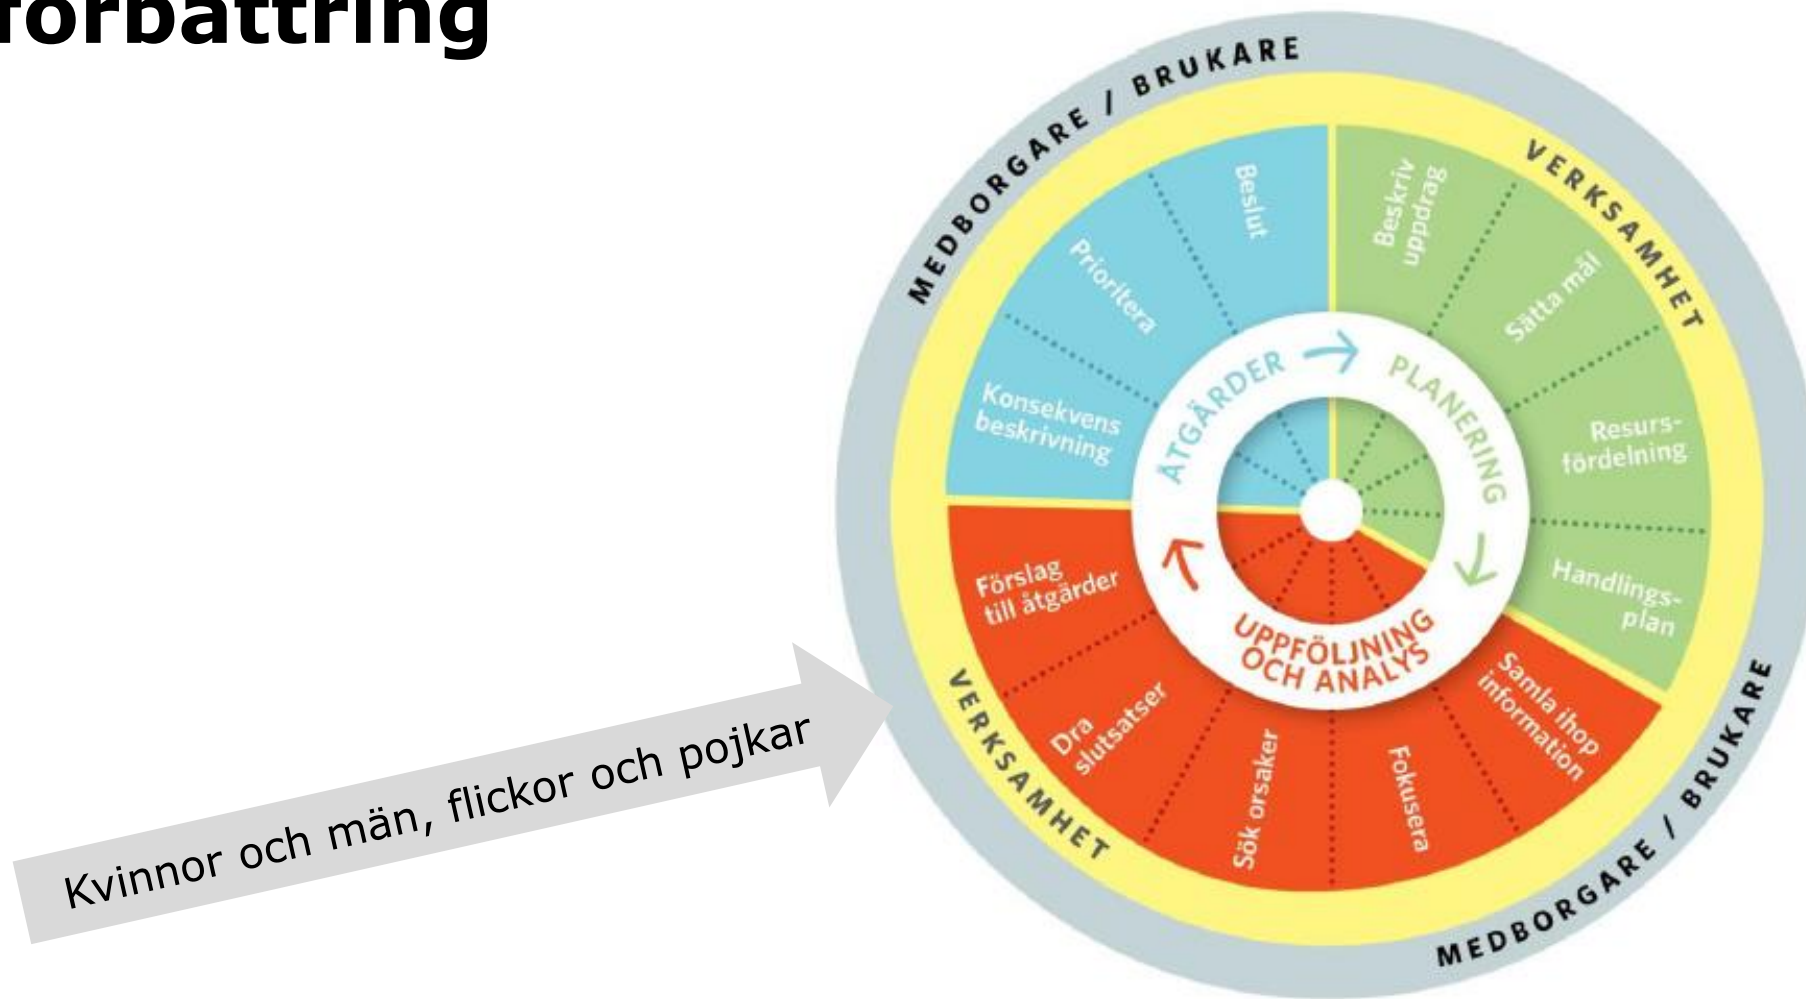 förbättring
MEDBORGARE / BRUKARE
VERKSAMHET
Beslut
Beskriv
uppdrag
Prioritera
Sätta mål
Konsekvens
beskrivning
Resurs-
fördelning
ÅTGÄRDER
PLANERING
Förslag
till åtgärder
Handlings-
plan
UPPFÖLJNING
OCH ANALYS
Dra
slutsatser
Sök orsaker
Fokusera
Samla ihop
information
VERKSAMHET
MEDBORGARE / BRUKARE
Kvinnor och män, flickor och pojkar